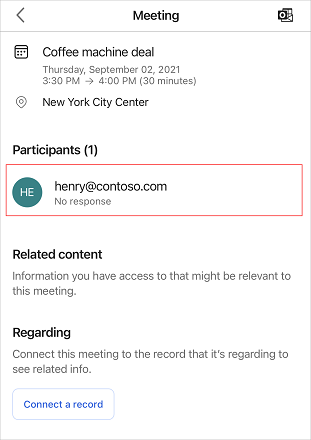 Meeting
Coffee machine deal
Thursday, September 02, 2021
3:30 PM → 4:00 PM (30 minutes)
New York City Center
Participants (1)
HE
henry@contoso.com
No response
Related content
Information you have access to that might be relevant to
this meeting.
Regarding
Connect this meeting to the record that it's regarding to
see related info.
Connect a record